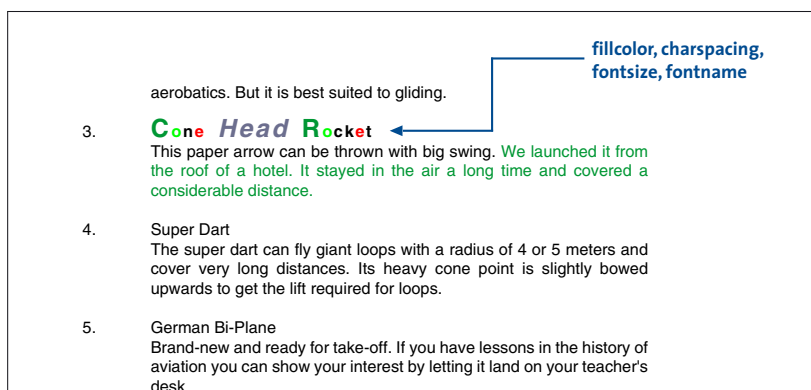 fillcolor, charspacing,
fontsize, fontname
aerobatics. But it is best suited to gliding.
3. Cone Head Rocket
This paper arrow can be thrown with big swing. We launched it from
the roof of a hotel. It stayed in the air a long time and covered a
considerable distance.
4. Super Dart
The super dart can fly giant loops with a radius of 4 or 5 meters and
cover very long distances. Its heavy cone point is slightly bowed
upwards to get the lift required for loops.
5. German Bi-Plane
Brand-new and ready for take-off. If you have lessons in the history of
aviation you can show your interest by letting it land on your teacher's
desk